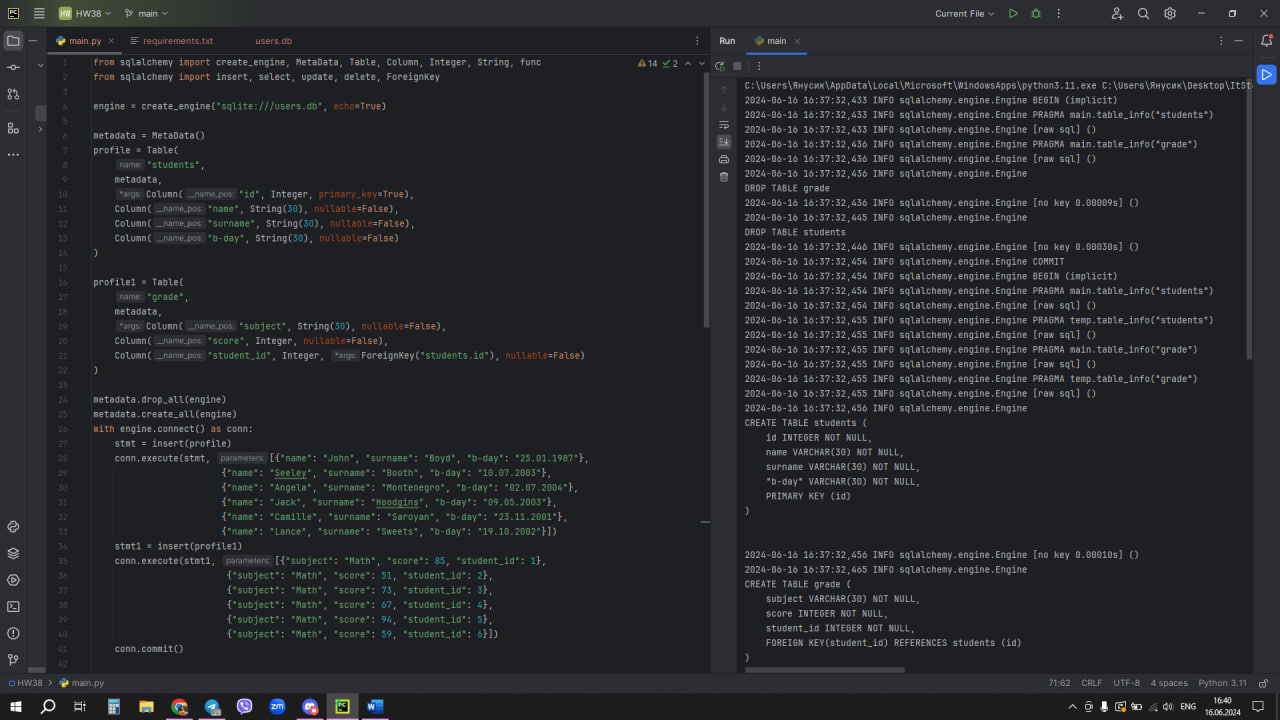 HW38 main Current File
main.py requirements.txt users.db
1 from sqlalchemy import create_engine, MetaData, Table, Column, Integer, String, func
2 from sqlalchemy import insert, select, update, delete, ForeignKey
14 2
3
4 engine = create_engine("sqlite:///users.db", echo=True)
5
6 metadata = MetaData()
7 profile = Table(
8 name: "students",
9 metadata,
10 *args: Column( __name_pos: "id", Integer, primary_key=True),
11 Column( __name_pos: "name", String(30), nullable=False),
12 Column( __name_pos: "surname", String(30), nullable=False),
13 Column( __name_pos: "b-day", String(30), nullable=False)
14 )
15
16 profile1 = Table(
17 name: "grade",
18 metadata,
19 *args: Column( __name_pos: "subject", String(30), nullable=False),
20 Column( __name_pos: "score", Integer, nullable=False),
21 Column( __name_pos: "student_id", Integer, *args: ForeignKey("students.id"), nullable=False)
22 )
23
24 metadata.drop_all(engine)
25 metadata.create_all(engine)
26 with engine.connect() as conn:
27 stmt = insert(profile)
28 conn.execute(stmt, parameters: [{"name": "John", "surname": "Boyd", "b-day": "25.01.1987"},
29 {"name": "Seeley", "surname": "Booth", "b-day": "10.07.2003"},
30 {"name": "Angela", "surname": "Montenegro", "b-day": "02.07.2004"},
31 {"name": "Jack", "surname": "Hoodgins", "b-day": "09.05.2003"},
32 {"name": "Camille", "surname": "Saroyan", "b-day": "23.11.2001"},
33 {"name": "Lance", "surname": "Sweets", "b-day": "19.10.2002"}])
34 stmt1 = insert(profile1)
35 conn.execute(stmt1, parameters: [{"subject": "Math", "score": 85, "student_id": 1},
36 {"subject": "Math", "score": 51, "student_id": 2},
37 {"subject": "Math", "score": 73, "student_id": 3},
38 {"subject": "Math", "score": 67, "student_id": 4},
39 {"subject": "Math", "score": 94, "student_id": 5},
40 {"subject": "Math", "score": 59, "student_id": 6}])
41 conn.commit()
42
Run main
C:\Users\Янусик\AppData\Local\Microsoft\WindowsApps\python3.11.exe C:\Users\Янусик\Desktop\ItSt
2024-06-16 16:37:32,433 INFO sqlalchemy.engine.Engine BEGIN (implicit)
2024-06-16 16:37:32,433 INFO sqlalchemy.engine.Engine PRAGMA main.table_info("students")
2024-06-16 16:37:32,433 INFO sqlalchemy.engine.Engine [raw sql] ()
2024-06-16 16:37:32,436 INFO sqlalchemy.engine.Engine PRAGMA main.table_info("grade")
2024-06-16 16:37:32,436 INFO sqlalchemy.engine.Engine [raw sql] ()
2024-06-16 16:37:32,436 INFO sqlalchemy.engine.Engine
DROP TABLE grade
2024-06-16 16:37:32,436 INFO sqlalchemy.engine.Engine [no key 0.00009s] ()
2024-06-16 16:37:32,445 INFO sqlalchemy.engine.Engine
DROP TABLE students
2024-06-16 16:37:32,446 INFO sqlalchemy.engine.Engine [no key 0.00030s] ()
2024-06-16 16:37:32,454 INFO sqlalchemy.engine.Engine COMMIT
2024-06-16 16:37:32,454 INFO sqlalchemy.engine.Engine BEGIN (implicit)
2024-06-16 16:37:32,454 INFO sqlalchemy.engine.Engine PRAGMA main.table_info("students")
2024-06-16 16:37:32,454 INFO sqlalchemy.engine.Engine [raw sql] ()
2024-06-16 16:37:32,455 INFO sqlalchemy.engine.Engine PRAGMA temp.table_info("students")
2024-06-16 16:37:32,455 INFO sqlalchemy.engine.Engine [raw sql] ()
2024-06-16 16:37:32,455 INFO sqlalchemy.engine.Engine PRAGMA main.table_info("grade")
2024-06-16 16:37:32,455 INFO sqlalchemy.engine.Engine [raw sql] ()
2024-06-16 16:37:32,455 INFO sqlalchemy.engine.Engine PRAGMA temp.table_info("grade")
2024-06-16 16:37:32,455 INFO sqlalchemy.engine.Engine [raw sql] ()
2024-06-16 16:37:32,456 INFO sqlalchemy.engine.Engine
CREATE TABLE students (
id INTEGER NOT NULL,
name VARCHAR(30) NOT NULL,
surname VARCHAR(30) NOT NULL,
"b-day" VARCHAR(30) NOT NULL,
PRIMARY KEY (id)
)
2024-06-16 16:37:32,456 INFO sqlalchemy.engine.Engine [no key 0.00010s] ()
2024-06-16 16:37:32,465 INFO sqlalchemy.engine.Engine
CREATE TABLE grade (
subject VARCHAR(30) NOT NULL,
score INTEGER NOT NULL,
student_id INTEGER NOT NULL,
FOREIGN KEY(student_id) REFERENCES students (id)
)
HW38 main.py 71:62 CRLF UTF-8 4 spaces Python 3.11
ENG 16:40
16.06.2024